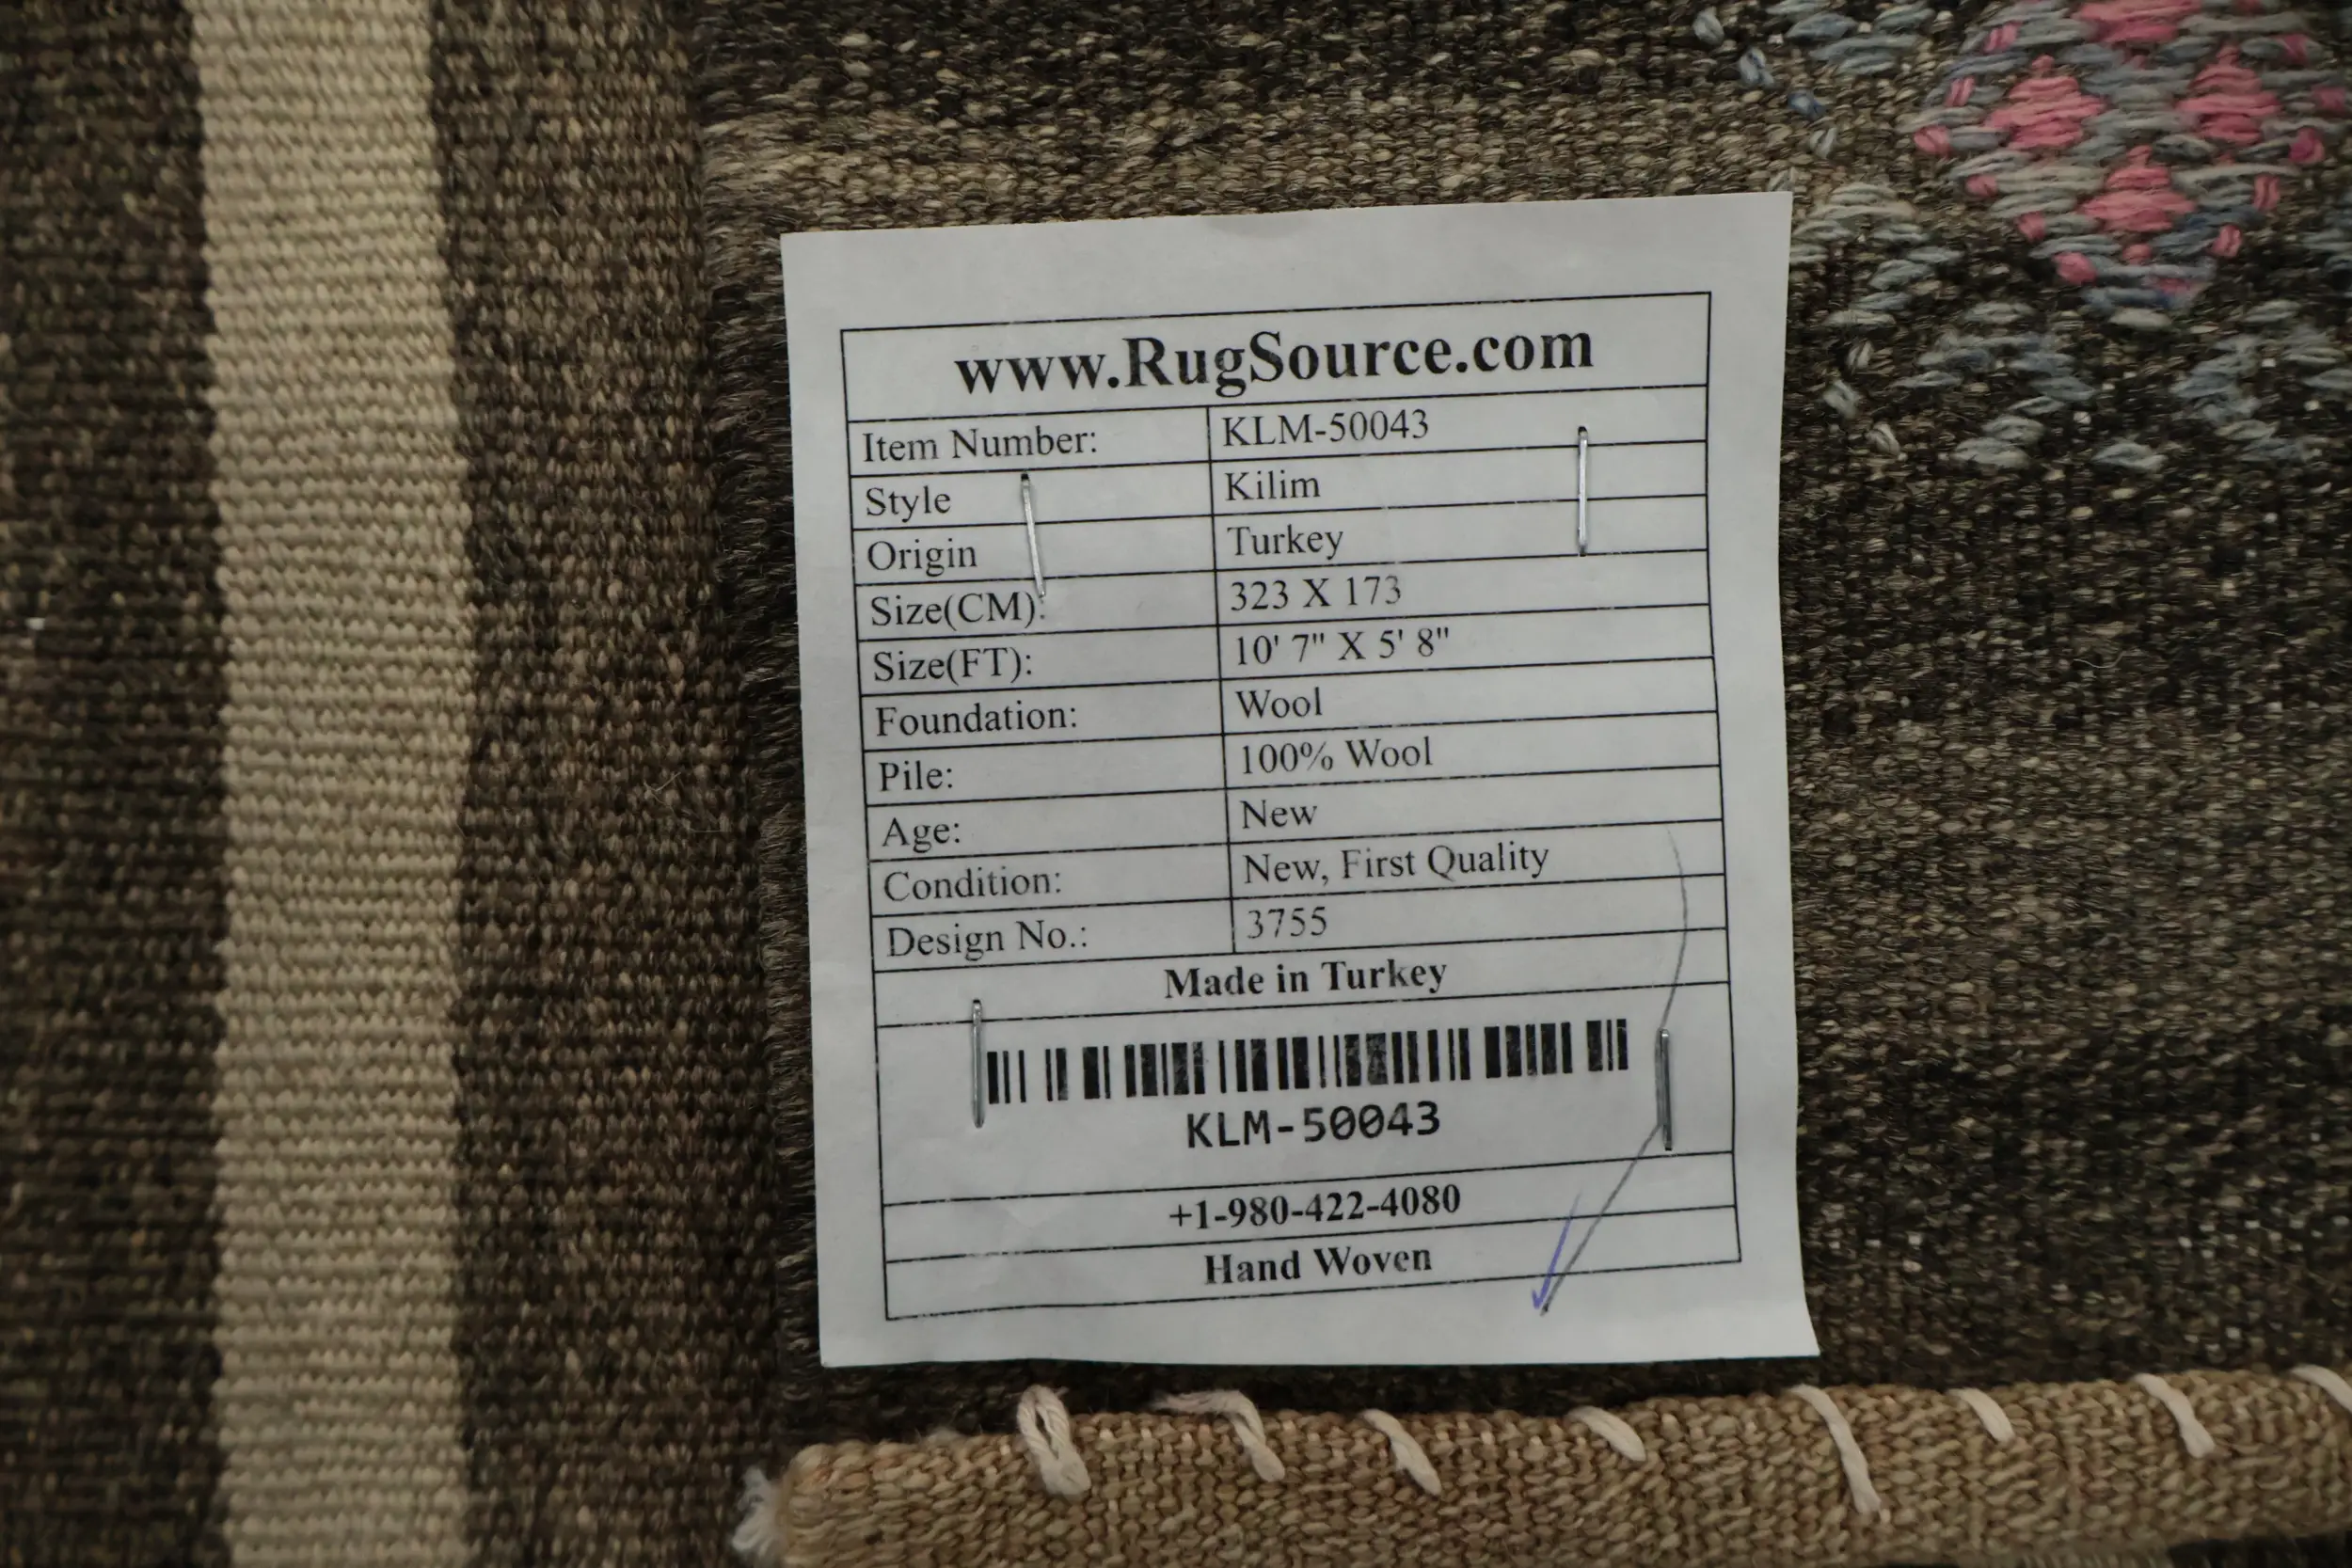 www.RugSource.com
Item Number: KLM-50043
Style Kilim
Origin Turkey
Size(CM): 323 X 173
Size(FT): 10' 7" X 5' 8"
Foundation: Wool
Pile: 100% Wool
Age: New
Condition: New, First Quality
Design No.: 3755
Made in Turkey
KLM-50043
+1-980-422-4080
Hand Woven